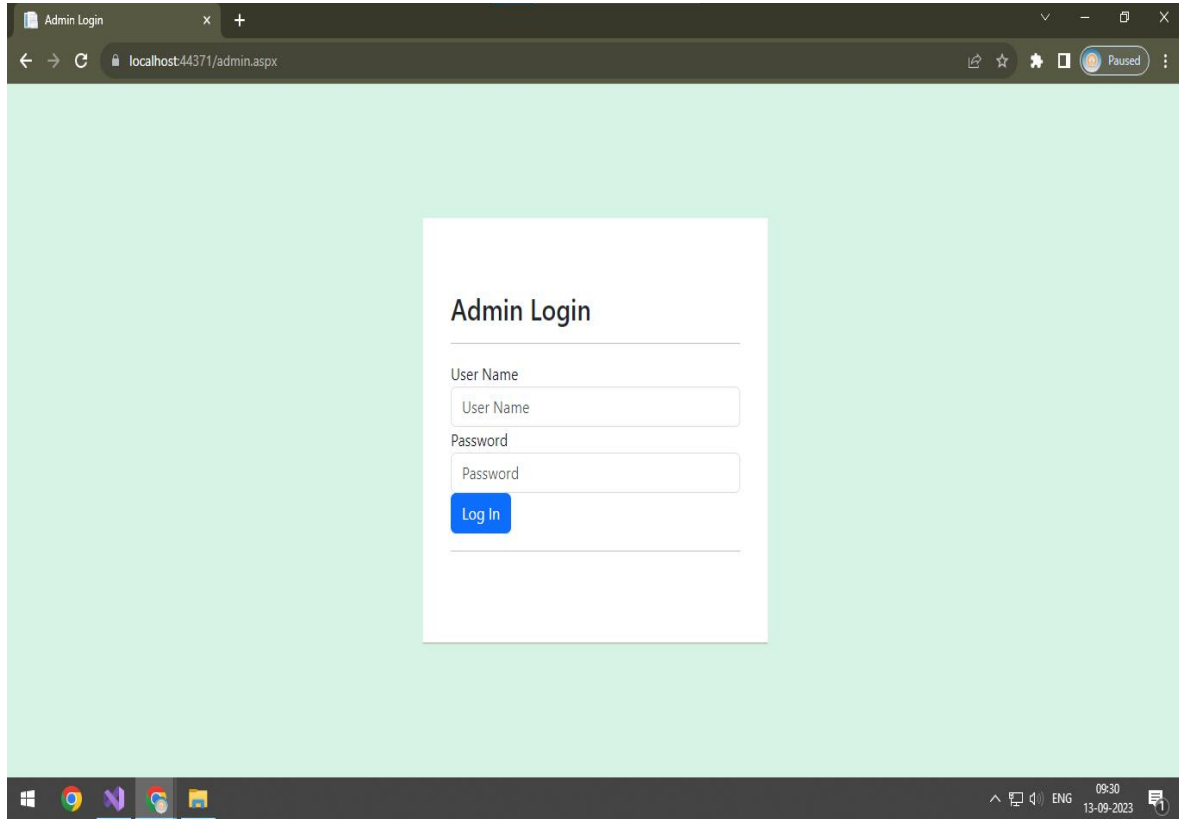 Admin Login
localhost:44371/admin.aspx
Paused
Admin Login
User Name
User Name
Password
Password
Log In
ENG
09:30
13-09-2023
1